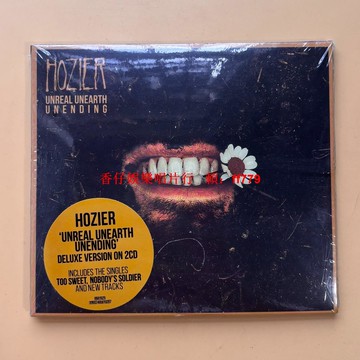 HOZIER
UNREAL UNEARTH
UNENDING
HOZIER
'UNREAL UNEARTH
UNENDING'
DELUXE VERSION ON 2CD
INCLUDES THE SINGLES
TOO SWEET, NOBODY'S SOLDIER
AND NEW TRACKS